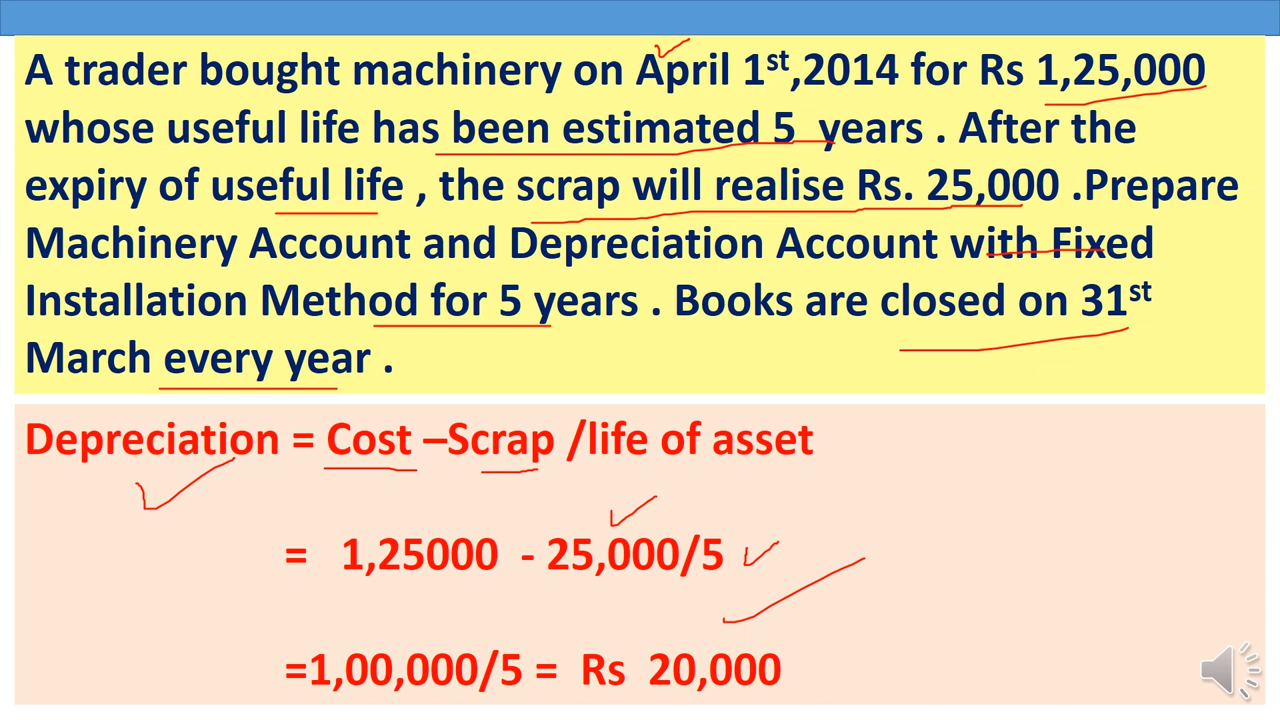 A trader bought machinery on April 1st,2014 for Rs 1,25,000
whose useful life has been estimated 5 years . After the
expiry of useful life , the scrap will realise Rs. 25,000 .Prepare
Machinery Account and Depreciation Account with Fixed
Installation Method for 5 years . Books are closed on 31st
March every year .
Depreciation = Cost –Scrap /life of asset
= 1,25000 - 25,000/5
=1,00,000/5 = Rs 20,000